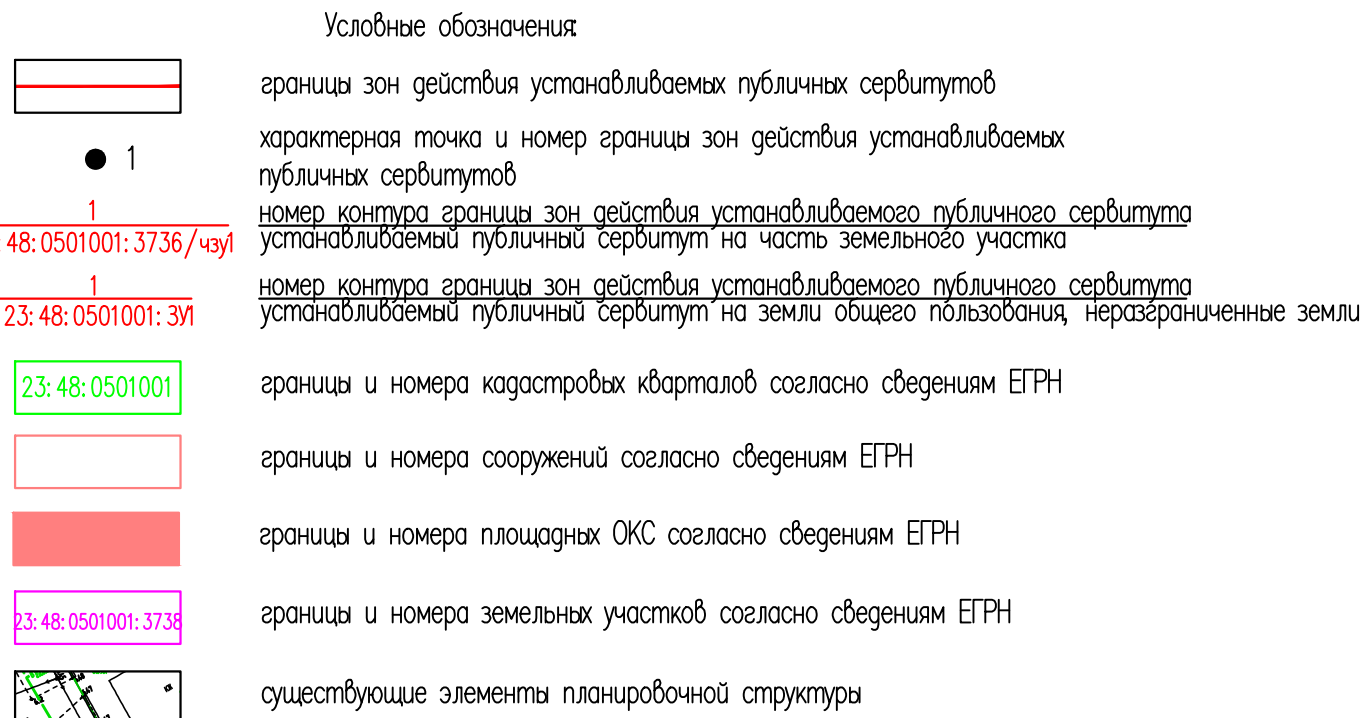 Условные обозначения:
границы зон действия устанавливаемых публичных сервитутов
характерная точка и номер границы зон действия устанавливаемых
1
публичных сервитутов
1
номер контура границы зон действия устанавливаемого публичного сервитута
48:0501001:3736/чзу1
устанавливаемый публичный сервитут на часть земельного участка
1
номер контура границы зон действия устанавливаемого публичного сервитута
23:48:0501001:ЗУ1
устанавливаемый публичный сервитут на земли общего пользования, неразграниченные земли
23:48:0501001
границы и номера кадастровых кварталов согласно сведениям ЕГРН
границы и номера сооружений согласно сведениям ЕГРН
границы и номера площадных ОКС согласно сведениям ЕГРН
23:48:0501001:3738
границы и номера земельных участков согласно сведениям ЕГРН
существующие элементы планировочной структуры